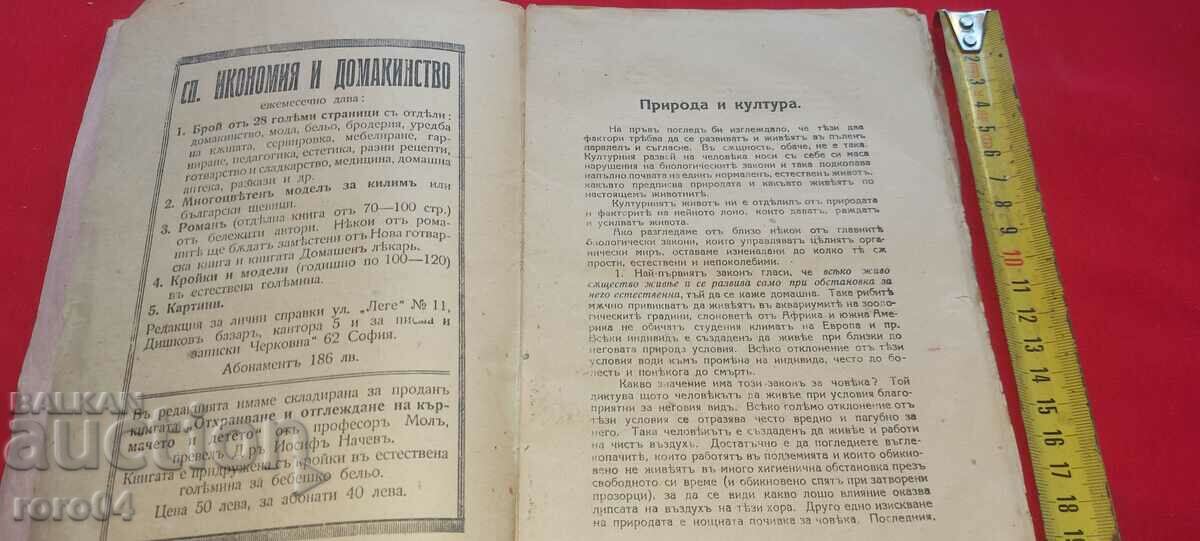 СП. ИКОНОМИЯ И ДОМАКИНСТВО
ежемесечно дава:
1. Брой отъ 28 голѣми страници съ отдѣли:
домакинство, мода, бельо, бродерия, уредба
на кѫщата, сервировка, мебелиране, гар-
ниране, педагогика, естетика, разни рецепти,
готварство и сладкарство, медицина, домашна
аптека, разкази и др.
2. Многоцвѣтенъ моделъ за килимъ или
български шевици.
3. Романъ (отдѣлна книга отъ 70—100 стр.)
отъ бележити автори. Нѣкои отъ рома-
нитѣ ще бѫдатъ замѣстени отъ Нова готвар-
ска книга и книгата Домашенъ лѣкарь.
4. Кройки и модели (годишно по 100—120)
въ естествена голѣмина.
5. Картини.
Редакция за лични справки ул. „Леге" № 11,
Дишковъ базаръ, кантора 5 и за писма и
записки Черковна" 62 София.
Абонаментъ 186 лв.
Въ редакцията имаме складирана за проданъ
книгата „Отхранване и отглеждане на кър-
мачето и детето" отъ професоръ Молъ,
превелъ Д-ръ Иосифъ Начевъ.
Книгата е придружена съ кройки въ естествена
големина за бебешко бельо.
Цена 50 лева, за абонати 40 лева.
Природа и култура.
На пръвъ погледъ би изглеждало, че тѣзи два
фактори трѣбва да се развиватъ и живѣятъ въ пъленъ
паралелъ и съгласие. Въ сѫщность, обаче, не е така.
Културния развой на човѣка носи съ себе си маса
нарушения на биологическитѣ закони и така подкопава
напълно почвата на единъ нормаленъ, естественъ животъ,
какъвто предписва природата и какъвто живѣятъ по
настоящемъ животнитѣ.
Културниятъ животъ ни е отдѣлилъ отъ природата
и факторитѣ на нейното лоно, които даватъ, раждатъ
и усилватъ живота.
Ако разгледаме отъ близо нѣкои отъ главнитѣ
биологически закони, които управляватъ цѣлиятъ орга-
нически миръ, оставаме изненадани до колко тѣ сѫ
прости, естествени и непоколебими.
1. Най-първиятъ законъ гласи, че всѣко живо
сѫщество живѣе и се развива само при обстановка за
него естествена, тъй да се каже домашна. Така рибитѣ
мѫчно привикватъ да живѣятъ въ аквариумитѣ на зооло-
гическитѣ градини, слоноветѣ отъ Африка и южна Аме-
рика не обичатъ студения климатъ на Европа и пр.
Всѣки индивидъ е създаденъ да живѣе при близки до
неговата природа условия. Всѣко отклонение отъ тѣзи
условия води къмъ промѣна на индивида, често до бо-
лесть и понѣкога до смърть.
Какво значение има този законъ за човѣка? Той
диктува щото човѣкътъ да живѣе при условия благо-
приятни за неговия видъ. Всѣко голѣмо отклонение отъ
тѣзи условия се отразява често вредно и пагубно за
него. Така човѣкътъ е създаденъ да живѣе и работи
на чистъ въздухъ. Достатъчно е да погледнете въгле-
копачитѣ, които работятъ въ подземията и които обикно-
вено не живѣятъ въ много хигиенична обстановка презъ
свободното си време (и обикновено спятъ при затворени
прозорци), за да се види какво лошо влияние оказва
липсата на въздухъ на тѣзи хора. Друго едно изискване
на природата е нощната почивка за човѣка. Последния,
2
3
4
5
6
7
8
9
10
11
12
13
14
15
16
17
18
19
BALKAN
auction
roro04